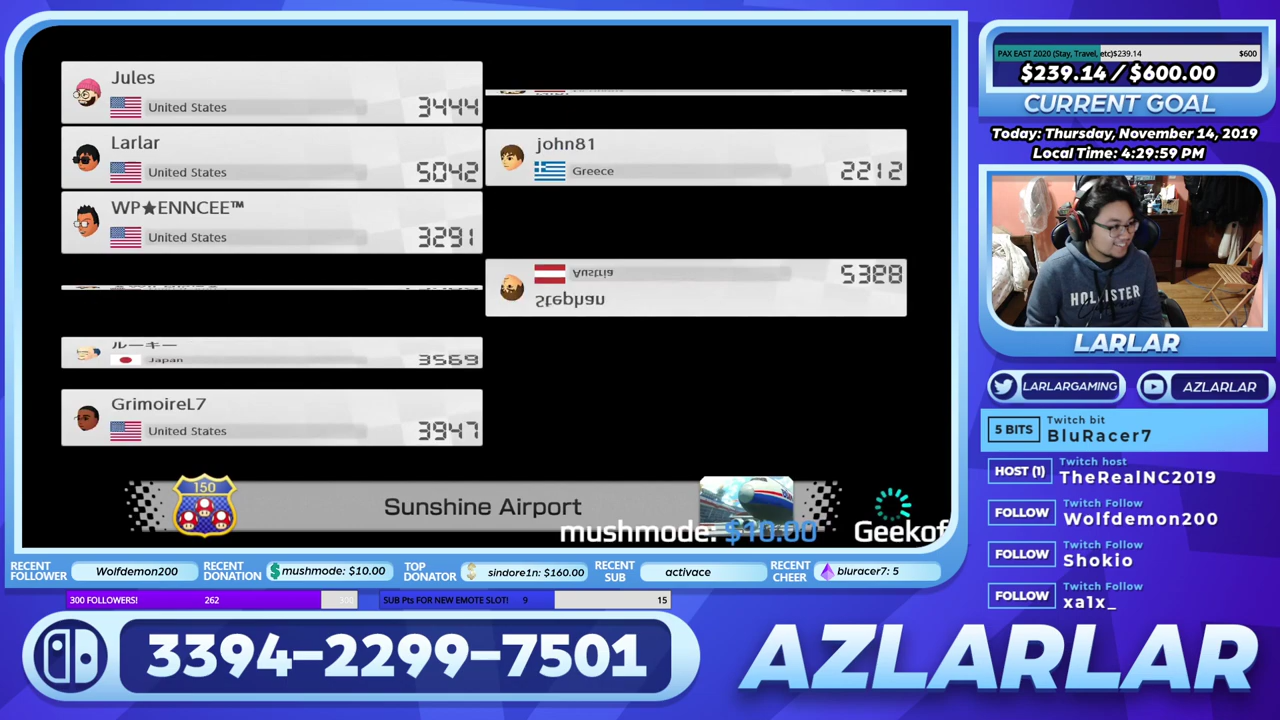 Jules
United States
3444
Larlar
United States
5042
WP★ENNCEE™
United States
3291
ルーキー
Japan
3569
GrimoireL7
United States
3947
john81
Greece
2212
Austria
Stephan
150
Sunshine Airport
mushmode: $10.00
Geekof
RECENT FOLLOWER
Wolfdemon200
RECENT DONATION
mushmode: $10.00
TOP DONATOR
sindore1n: $160.00
RECENT SUB
activace
RECENT CHEER
bluracer7: 5
300 FOLLOWERS!
262
300
SUB Pts FOR NEW EMOTE SLOT!
9
15
3394-2299-7501
PAX EAST 2020 (Stay, Travel, etc)$239.14
$600
$239.14 / $600.00
CURRENT GOAL
Today: Thursday, November 14, 2019
Local Time: 4:29:59 PM
HOLLISTER
LARLAR
LARLARGAMING
AZLARLAR
5 BITS
Twitch bit
BluRacer7
HOST (1)
Twitch host
TheRealNC2019
FOLLOW
Twitch Follow
Wolfdemon200
FOLLOW
Twitch Follow
Shokio
FOLLOW
Twitch Follow
xa1x_
AZLARLAR